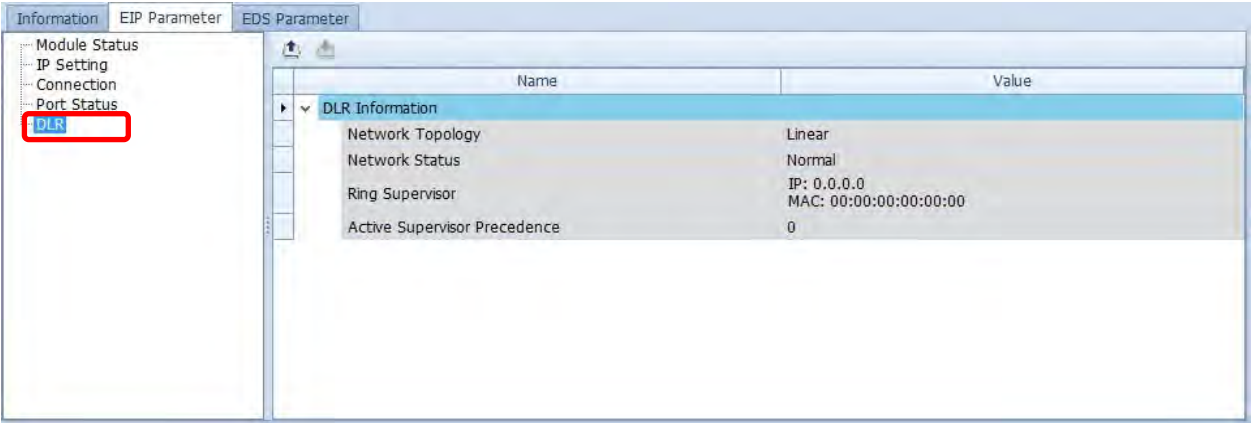 Information EIP Parameter EDS Parameter
Module Status
IP Setting
Connection
Port Status
DLR
Name Value
DLR Information
Network Topology Linear
Network Status Normal
Ring Supervisor IP: 0.0.0.0
MAC: 00:00:00:00:00:00
Active Supervisor Precedence 0